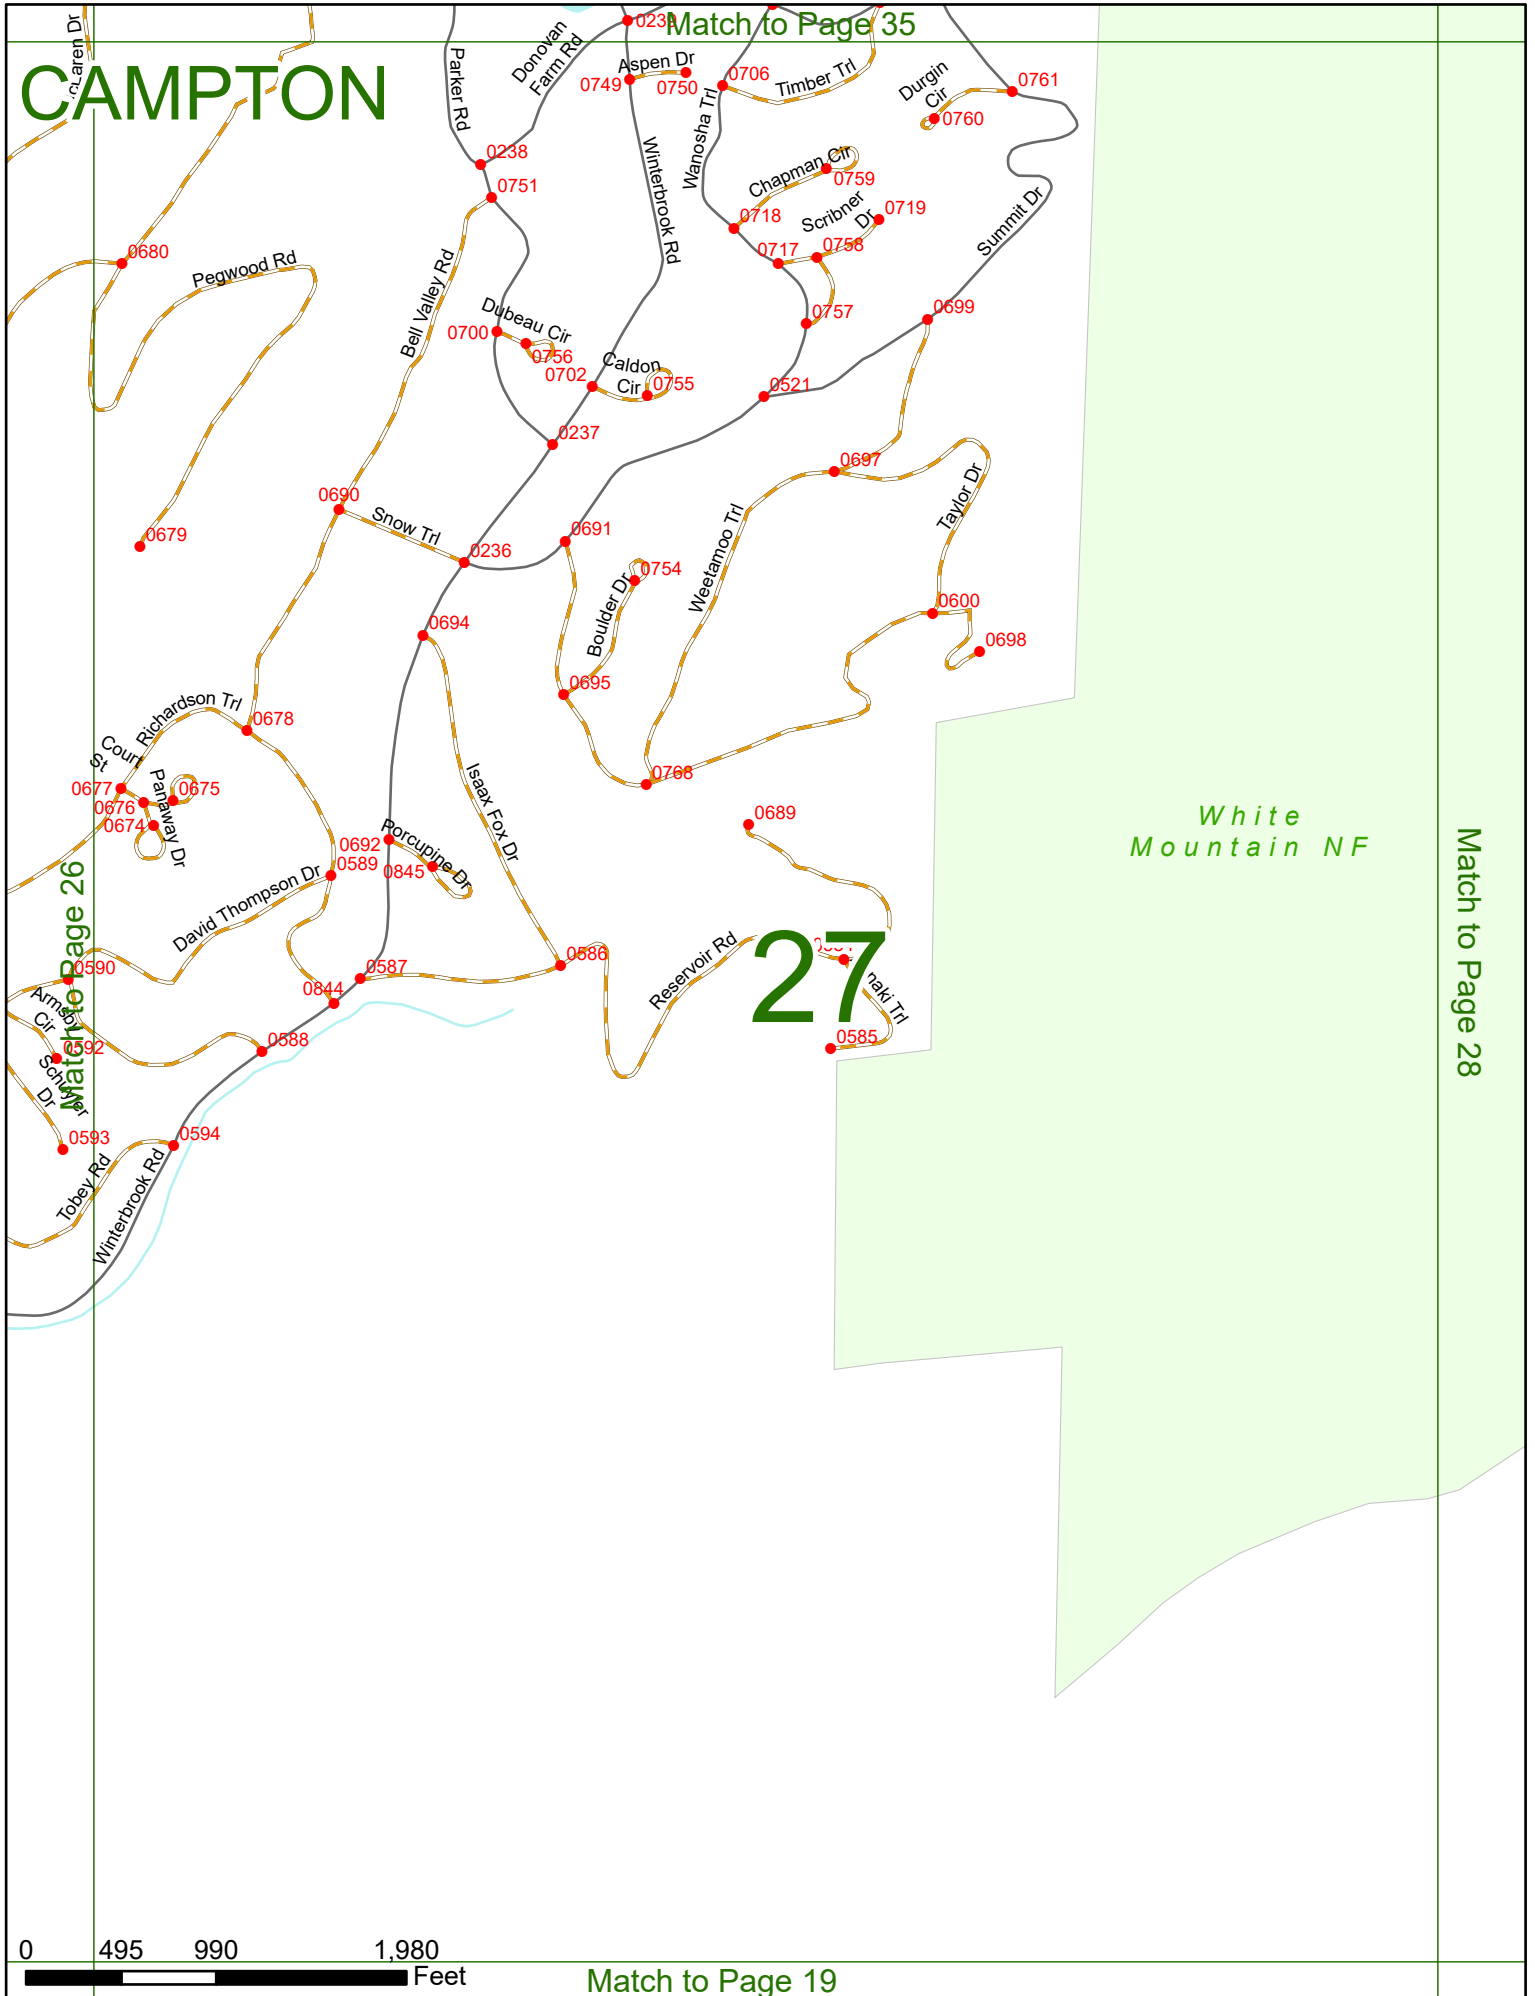 Match to Page 35
CAMPTON
Parker Rd
Donovan
Farm Rd
0239
Aspen Dr
0749
0750
0706
Timber Trl
Durgin
Cir
0761
0760
0238
0751
Winterbrook Rd
Wanosha Trl
Chapman Cir
0759
Scribner
Dr
0719
0718
0717
0758
Summit Dr
0680
Pegwood Rd
Bell Valley Rd
0757
0699
Dubeau Cir
0700
0756
0702
Caldon
Cir
0755
0521
0237
0697
Taylor Dr
0690
Snow Trl
0679
0236
0691
Weetamoo Trl
0754
Boulder Dr
0600
0694
0698
0695
Richardson Trl
0678
Court
St
0677
0676
0675
0674
Panaway Dr
Isaax Fox Dr
0768
0689
White
Mountain NF
0692
Porcupine Dr
0845
0589
David Thompson Dr
Match to Page 26
Match to Page 28
0590
0587
0586
Reservoir Rd
27
0844
0585
Cir
0592
0588
Schuyler
Dr
0593
0594
Tobey Rd
Winterbrook Rd
0 495 990 1,980
Feet
Match to Page 19